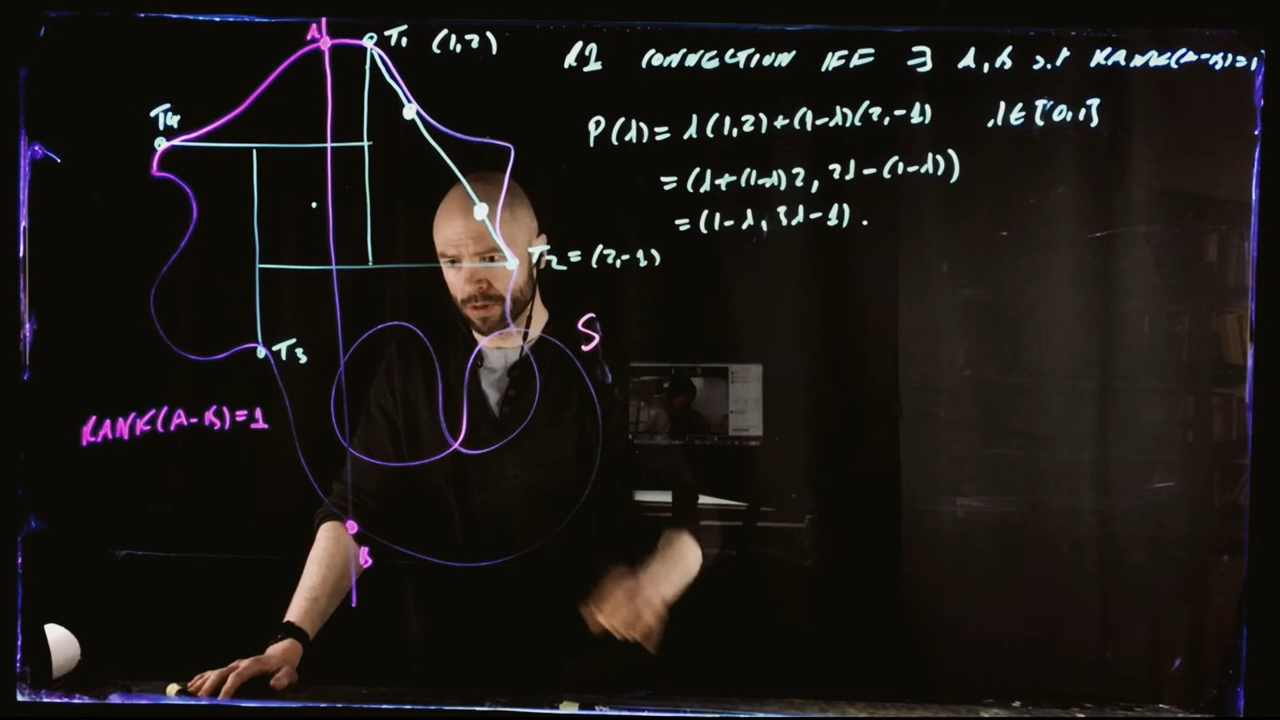 A
T₁ (1,2)
R1 CONNECTION IFF ∃ A,B s.t RANK(A-B)=1
T₄
P(λ)= λ(1,2)+(1-λ)(2,-1) λ∈[0,1]
=(λ+(1-λ)2, 2λ-(1-λ))
=(1-λ, 3λ-1).
T₂=(2,-1)
S
T₃
RANK(A-B)=1
B